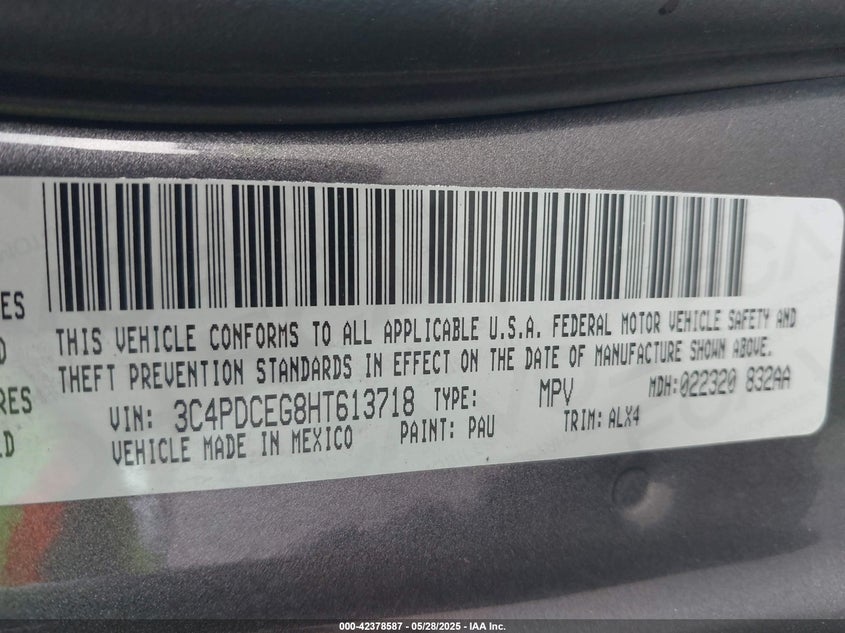 ES
THIS VEHICLE CONFORMS TO ALL APPLICABLE U.S.A. FEDERAL MOTOR VEHICLE SAFETY AND
D
THEFT PREVENTION STANDARDS IN EFFECT ON THE DATE OF MANUFACTURE SHOWN ABOVE.
RES
VIN: 3C4PDCEG8HT613718 TYPE: MPV MDH:022320 832AA
D
VEHICLE MADE IN MEXICO PAINT: PAU TRIM: ALX4
000-42378587 - 05/28/2025 - IAA Inc.